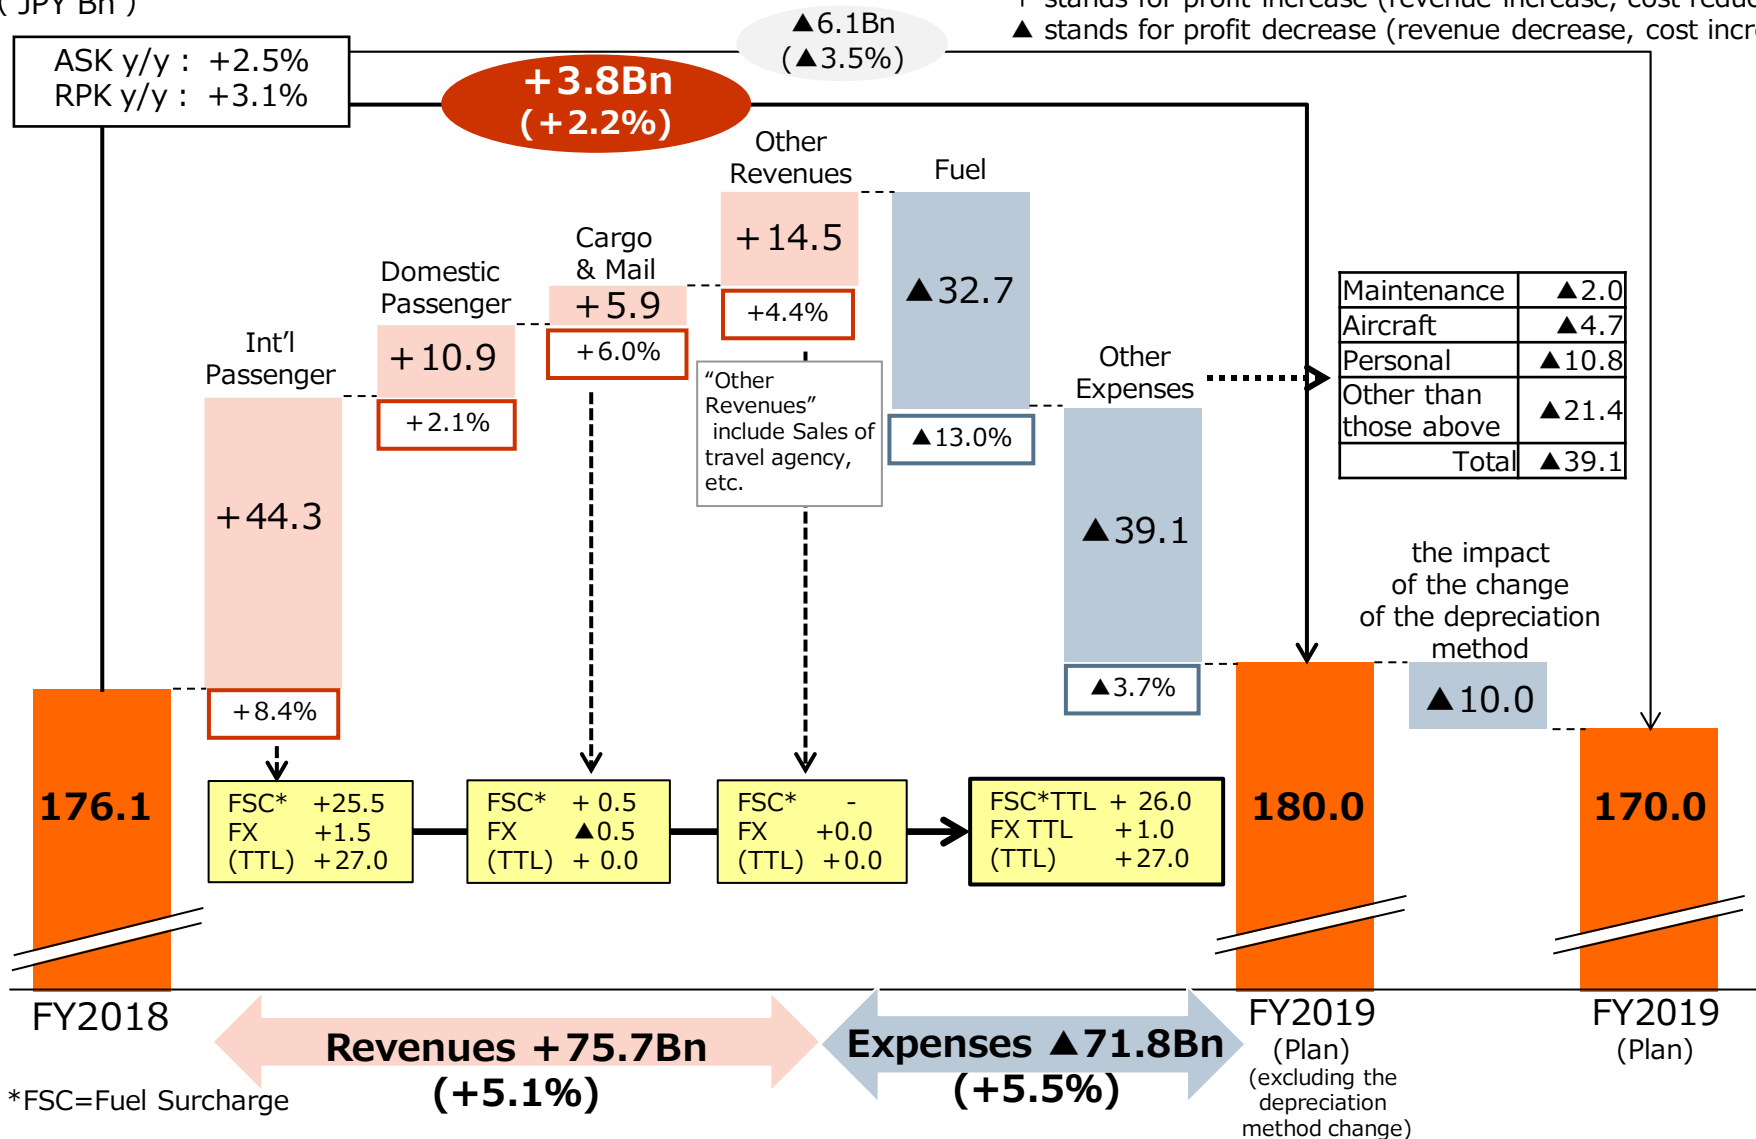 ( JPY Bn )
+ stands for profit increase (revenue increase, cost
▲ stands for profit decrease (revenue decrease, cost
▲6.1Bn
(▲3.5%)
ASK y/y : +2.5%
RPK y/y : +3.1%
+3.8Bn
(+2.2%)
Int'l
Passenger
+44.3
+8.4%
Domestic
Passenger
+10.9
+2.1%
Cargo
& Mail
+5.9
+6.0%
Other
Revenues
+14.5
+4.4%
"Other
Revenues"
include Sales of
travel agency,
etc.
Fuel
▲32.7
▲13.0%
Other
Expenses
▲39.1
▲3.7%
Maintenance ▲2.0
Aircraft ▲4.7
Personal ▲10.8
Other than
those above ▲21.4
Total ▲39.1
the impact
of the change
of the depreciation
method
▲10.0
176.1
180.0
170.0
FSC* +25.5
FX +1.5
(TTL) +27.0
FSC* + 0.5
FX ▲0.5
(TTL) + 0.0
FSC* -
FX +0.0
(TTL) +0.0
FSC*TTL + 26.0
FX TTL +1.0
(TTL) +27.0
FY2018
Revenues +75.7Bn
(+5.1%)
Expenses ▲71.8Bn
(+5.5%)
FY2019
(Plan)
(excluding the
depreciation
method change)
FY2019
(Plan)
*FSC=Fuel Surcharge